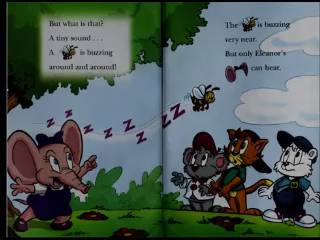 But what is that?
A tiny sound . . .
A is buzzing
around and around!
The is buzzing
very near.
But only Eleanor's
can hear.
Z Z Z Z Z Z Z Z